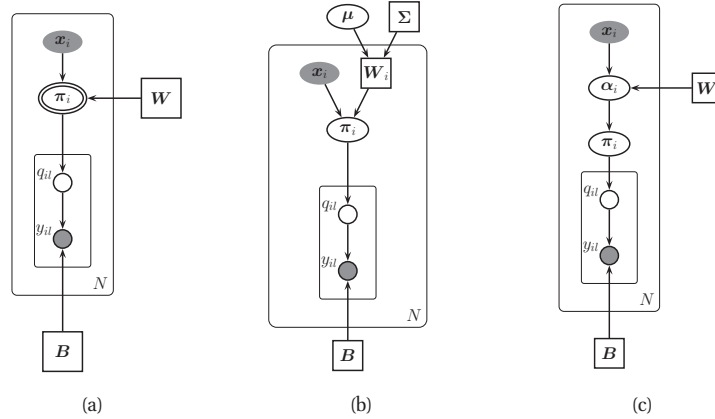 x_i
π_i
W
q_il
y_il
N
B
(a)
μ
Σ
x_i
W_i
π_i
q_il
y_il
N
B
(b)
x_i
α_i
W
π_i
q_il
y_il
N
B
(c)